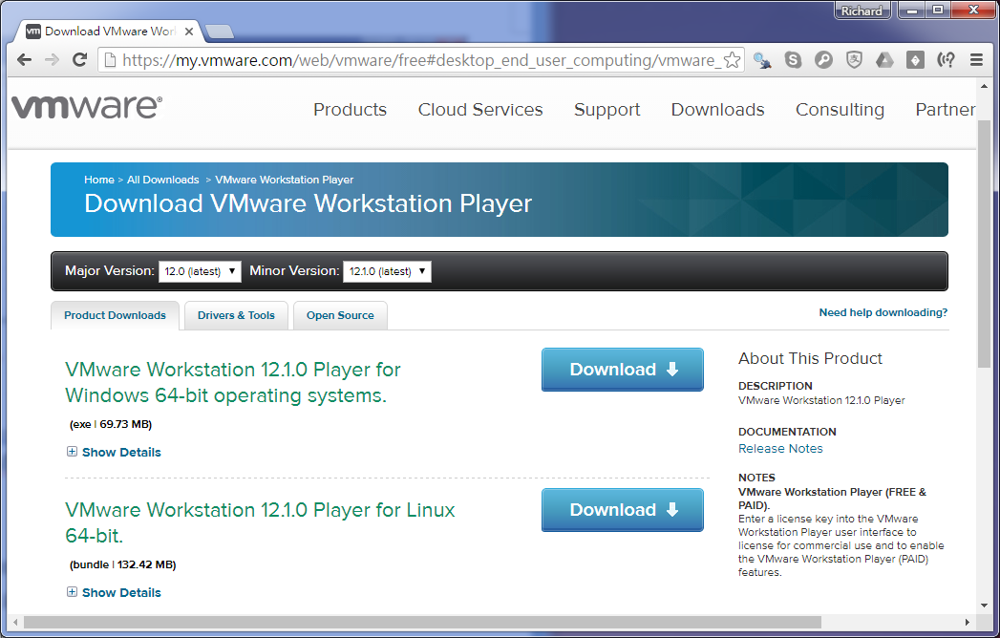 Richard
vm Download VMware Work
https://my.vmware.com/web/vmware/free#desktop_end_user_computing/vmware_
vmware®
Products Cloud Services Support Downloads Consulting Partner
Home > All Downloads > VMware Workstation Player
Download VMware Workstation Player
Major Version: 12.0 (latest) Minor Version: 12.1.0 (latest)
Product Downloads Drivers & Tools Open Source Need help downloading?
VMware Workstation 12.1.0 Player for
Windows 64-bit operating systems.
(exe | 69.73 MB)
Show Details
Download
VMware Workstation 12.1.0 Player for Linux
64-bit.
(bundle | 132.42 MB)
Show Details
Download
About This Product
DESCRIPTION
VMware Workstation 12.1.0 Player
DOCUMENTATION
Release Notes
NOTES
VMware Workstation Player (FREE &
PAID).
Enter a license key into the VMware
Workstation Player user interface to
license for commercial use and to enable
the VMware Workstation Player (PAID)
features.